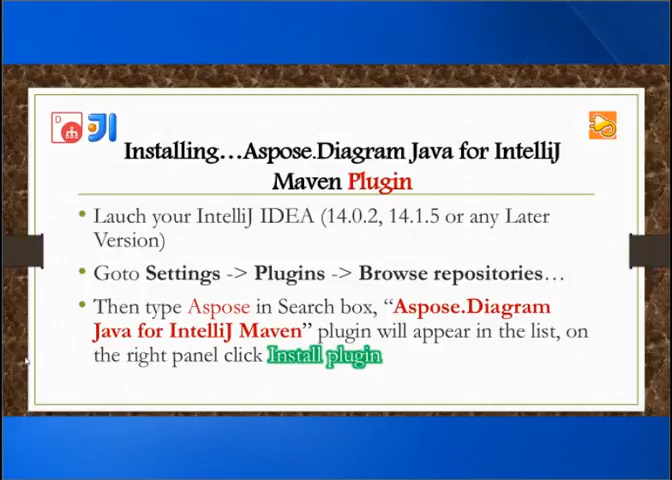 D
Installing...Aspose.Diagram Java for IntelliJ
Maven Plugin
• Lauch your IntelliJ IDEA (14.0.2, 14.1.5 or any Later
Version)
• Goto Settings -> Plugins -> Browse repositories...
• Then type Aspose in Search box, “Aspose.Diagram
Java for IntelliJ Maven” plugin will appear in the list, on
the right panel click Install plugin